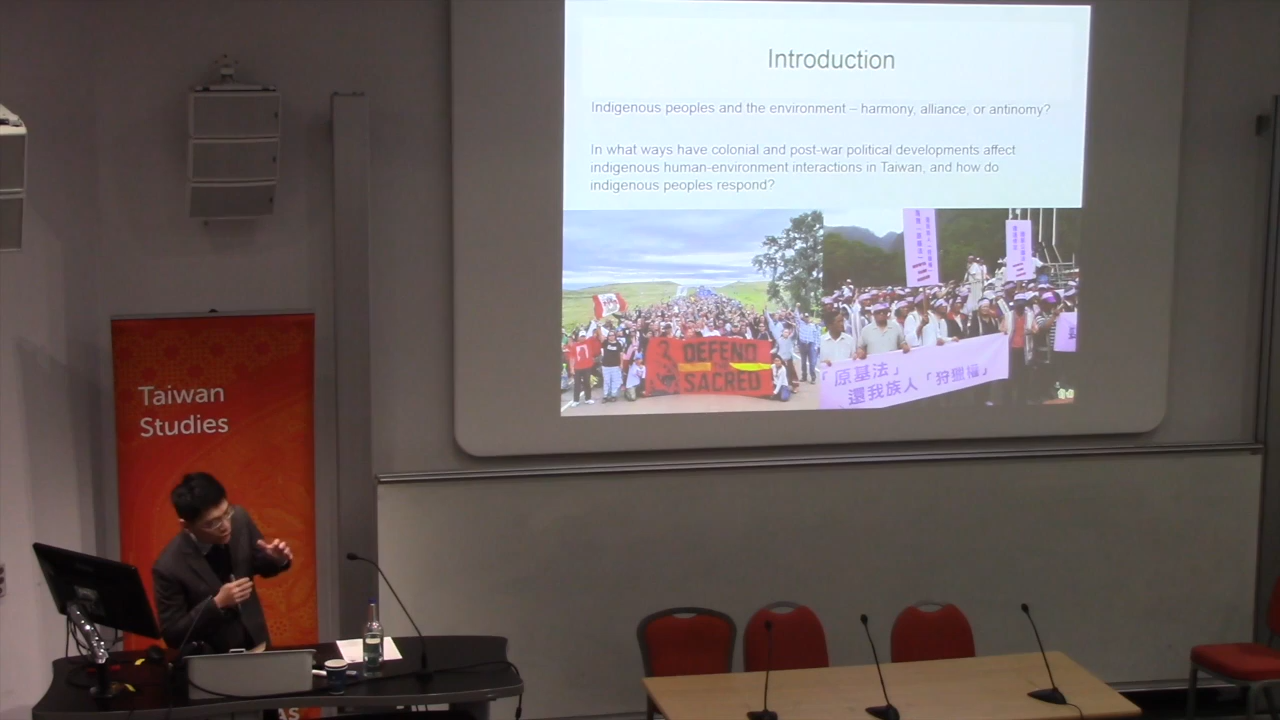 Introduction
Indigenous peoples and the environment – harmony, alliance, or antinomy?
In what ways have colonial and post-war political developments affect
indigenous human-environment interactions in Taiwan, and how do
indigenous peoples respond?
DEFEND
SACRED
「原基法」
還我族人「狩獵權」
Taiwan
Studies
AS